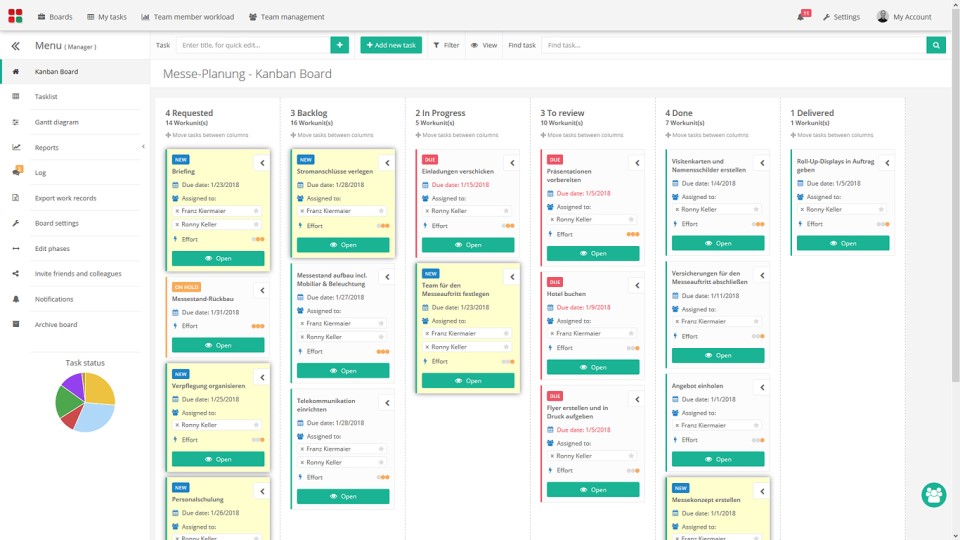 Boards
My tasks
Team member workload
Team management
11
Settings
My Account
Menu ( Manager )
Task
Enter title, for quick edit...
+
Add new task
Filter
View
Find task
Find task...
Kanban Board
Tasklist
Gantt diagram
Reports
Log
Export work records
Board settings
Edit phases
Invite friends and colleagues
Notifications
Archive board
Task status
Messe-Planung - Kanban Board
4 Requested
14 Workunit(s)
Move tasks between columns
NEW
Briefing
Due date: 1/23/2018
Assigned to:
× Franz Kiermaier
× Ronny Keller
Effort
Open
ON HOLD
Messestand-Rückbau
Due date: 1/31/2018
Effort
Open
NEW
Verpflegung organisieren
Due date: 1/25/2018
Assigned to:
× Ronny Keller
Effort
Open
NEW
Personalschulung
Due date: 1/26/2018
Assigned to:
× Ronny Keller
3 Backlog
16 Workunit(s)
Move tasks between columns
NEW
Stromanschlüsse verlegen
Due date: 1/28/2018
Assigned to:
× Franz Kiermaier
Effort
Open
Messestand aufbau incl.
Mobiliar & Beleuchtung
Due date: 1/27/2018
Assigned to:
× Franz Kiermaier
× Ronny Keller
Effort
Open
Telekommunikation
einrichten
Due date: 1/28/2018
Assigned to:
× Franz Kiermaier
× Ronny Keller
Effort
Open
2 In Progress
5 Workunit(s)
Move tasks between columns
DUE
Einladungen verschicken
Due date: 1/15/2018
Assigned to:
× Ronny Keller
Effort
Open
NEW
Team für den
Messeauftritt festlegen
Due date: 1/23/2018
Assigned to:
× Franz Kiermaier
× Ronny Keller
Effort
Open
3 To review
10 Workunit(s)
Move tasks between columns
DUE
Präsentationen
vorbereiten
Due date: 1/5/2018
Assigned to:
× Ronny Keller
Effort
Open
DUE
Hotel buchen
Due date: 1/9/2018
Assigned to:
× Franz Kiermaier
Effort
Open
DUE
Flyer erstellen und in
Druck aufgeben
Due date: 1/5/2018
Assigned to:
× Ronny Keller
Effort
Open
4 Done
7 Workunit(s)
Move tasks between columns
Visitenkarten und
Namensschilder erstellen
Due date: 1/4/2018
Assigned to:
× Ronny Keller
Effort
Open
Versicherungen für den
Messeauftritt abschließen
Due date: 1/11/2018
Assigned to:
× Franz Kiermaier
Effort
Open
Angebot einholen
Due date: 1/1/2018
Assigned to:
× Franz Kiermaier
Effort
Open
NEW
Messekonzept erstellen
Due date: 1/1/2018
Assigned to:
× Franz Kiermaier
1 Delivered
1 Workunit(s)
Move tasks between columns
Roll-Up-Displays in Auftrag
geben
Due date: 1/5/2018
Assigned to:
× Ronny Keller
Effort
Open